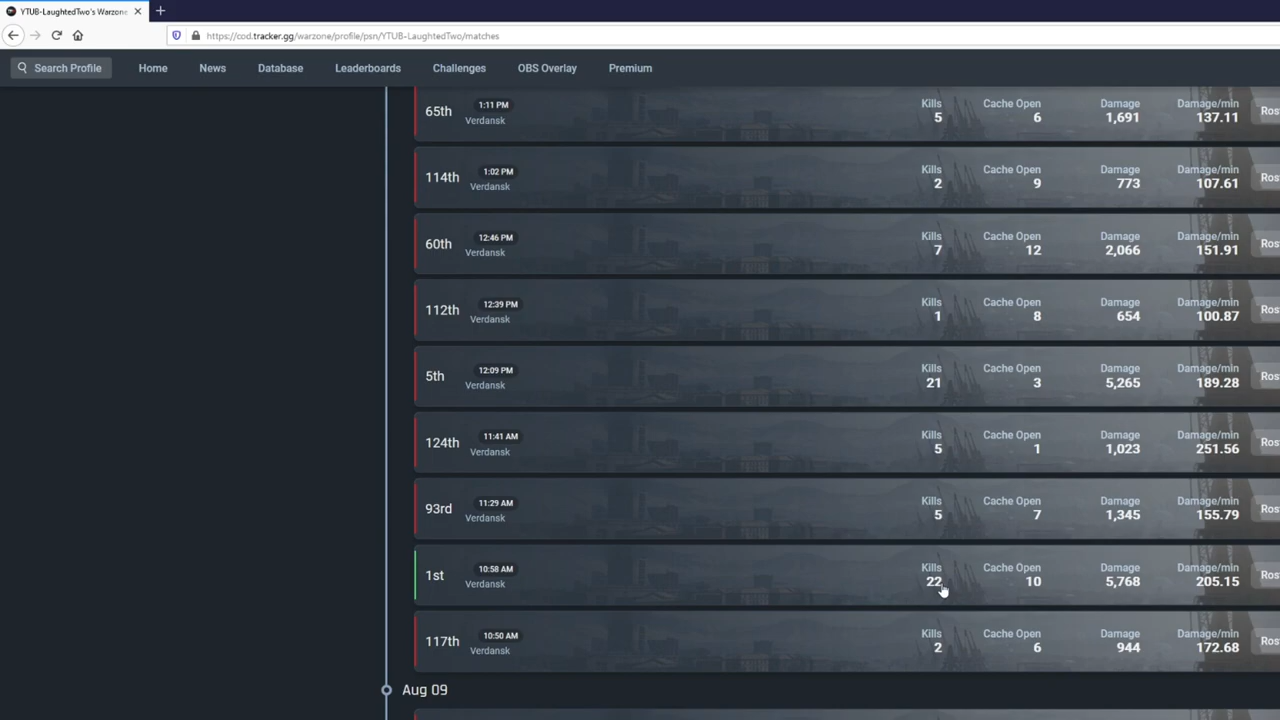 YTUB-LaughtedTwo's Warzone
https://cod.tracker.gg/warzone/profile/psn/YTUB-LaughtedTwo/matches
Search Profile Home News Database Leaderboards Challenges OBS Overlay Premium
65th 1:11 PM Verdansk Kills 5 Cache Open 6 Damage 1,691 Damage/min 137.11 Ros
114th 1:02 PM Verdansk Kills 2 Cache Open 9 Damage 773 Damage/min 107.61 Ros
60th 12:46 PM Verdansk Kills 7 Cache Open 12 Damage 2,066 Damage/min 151.91 Ros
112th 12:39 PM Verdansk Kills 1 Cache Open 8 Damage 654 Damage/min 100.87 Ros
5th 12:09 PM Verdansk Kills 21 Cache Open 3 Damage 5,265 Damage/min 189.28 Ros
124th 11:41 AM Verdansk Kills 5 Cache Open 1 Damage 1,023 Damage/min 251.56 Ros
93rd 11:29 AM Verdansk Kills 5 Cache Open 7 Damage 1,345 Damage/min 155.79 Ros
1st 10:58 AM Verdansk Kills 22 Cache Open 10 Damage 5,768 Damage/min 205.15 Ros
117th 10:50 AM Verdansk Kills 2 Cache Open 6 Damage 944 Damage/min 172.68 Ros
Aug 09